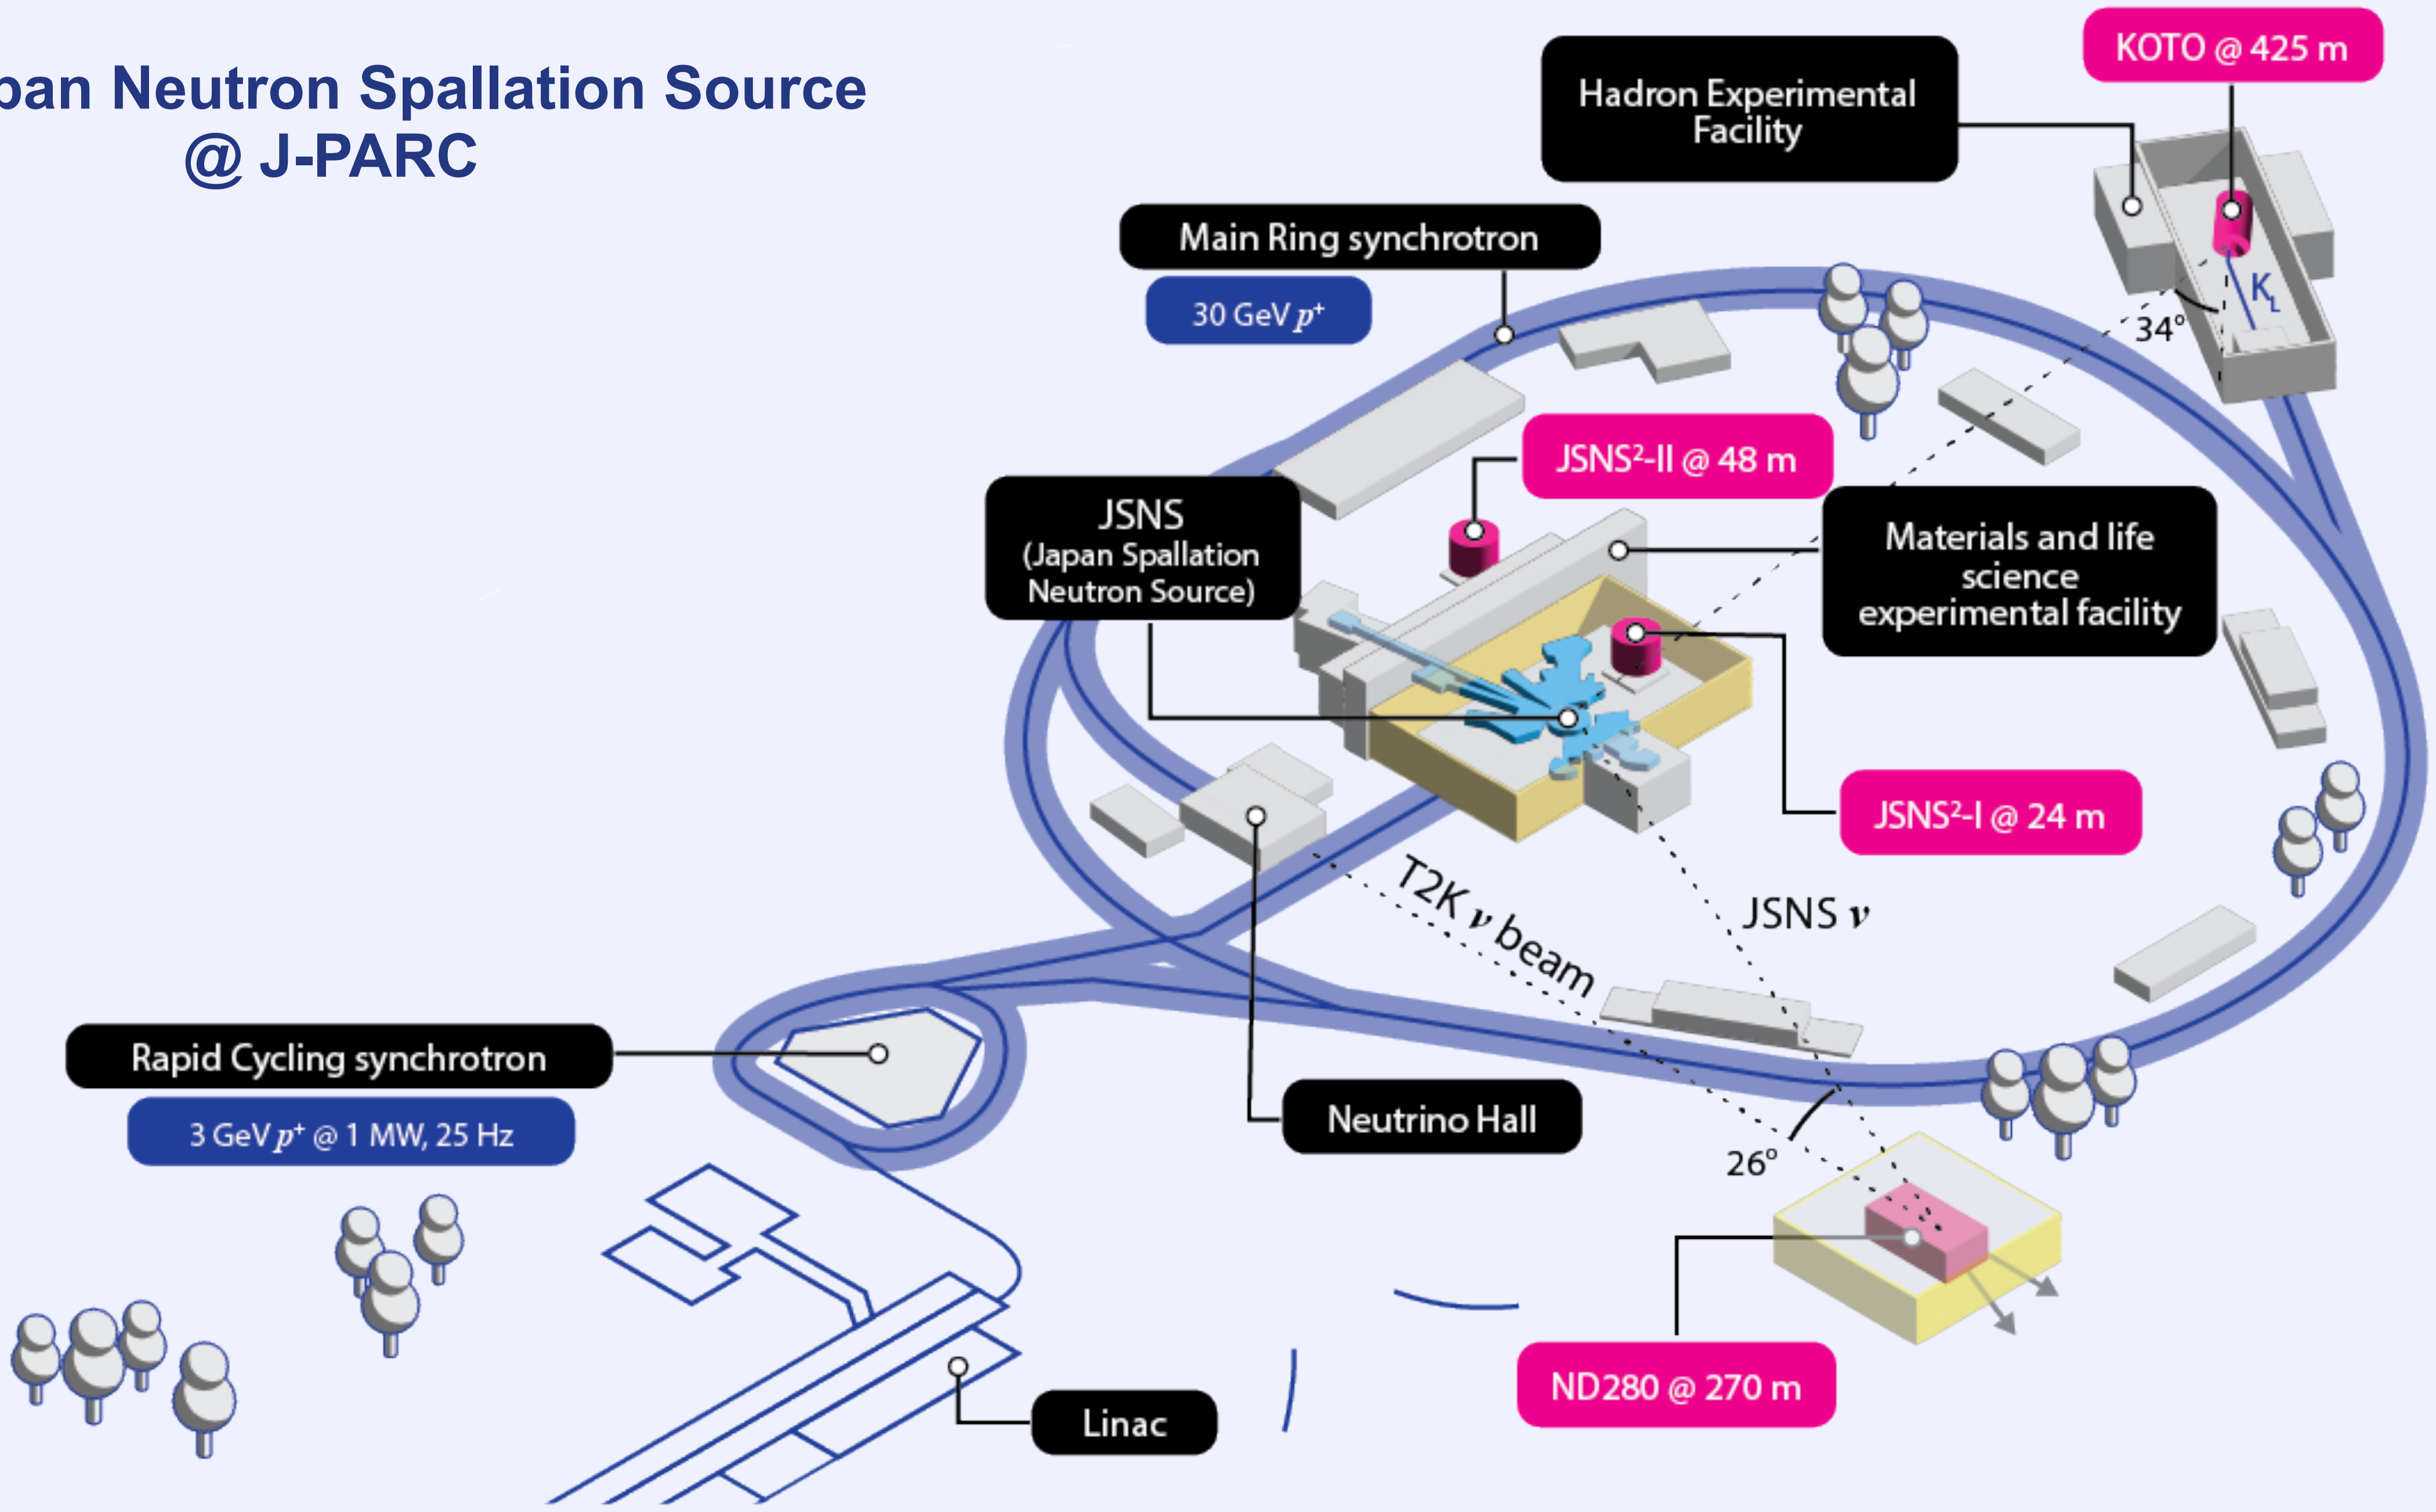 pan Neutron Spallation Source
@ J-PARC
KOTO @ 425 m
Hadron Experimental
Facility
Main Ring synchrotron
30 GeV p⁺
K_L
34°
JSNS²-II @ 48 m
JSNS
(Japan Spallation
Neutron Source)
Materials and life
science
experimental facility
JSNS²-I @ 24 m
T2K ν beam
JSNS ν
Rapid Cycling synchrotron
3 GeV p⁺ @ 1 MW, 25 Hz
Neutrino Hall
26°
ND280 @ 270 m
Linac